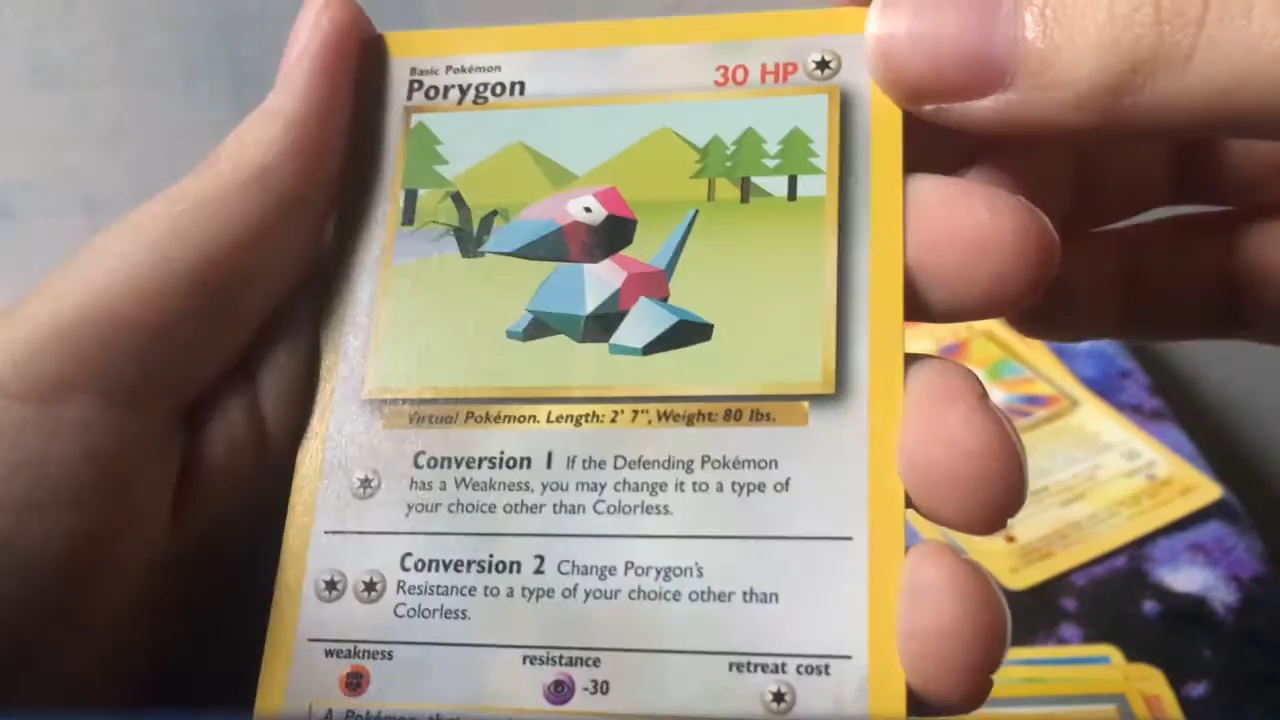 Basic Pokémon
Porygon
30 HP
Virtual Pokémon. Length: 2' 7", Weight: 80 lbs.
Conversion 1 If the Defending Pokémon
has a Weakness, you may change it to a type of
your choice other than Colorless.
Conversion 2 Change Porygon's
Resistance to a type of your choice other than
Colorless.
weakness
resistance
retreat cost
-30
A Pokémon that